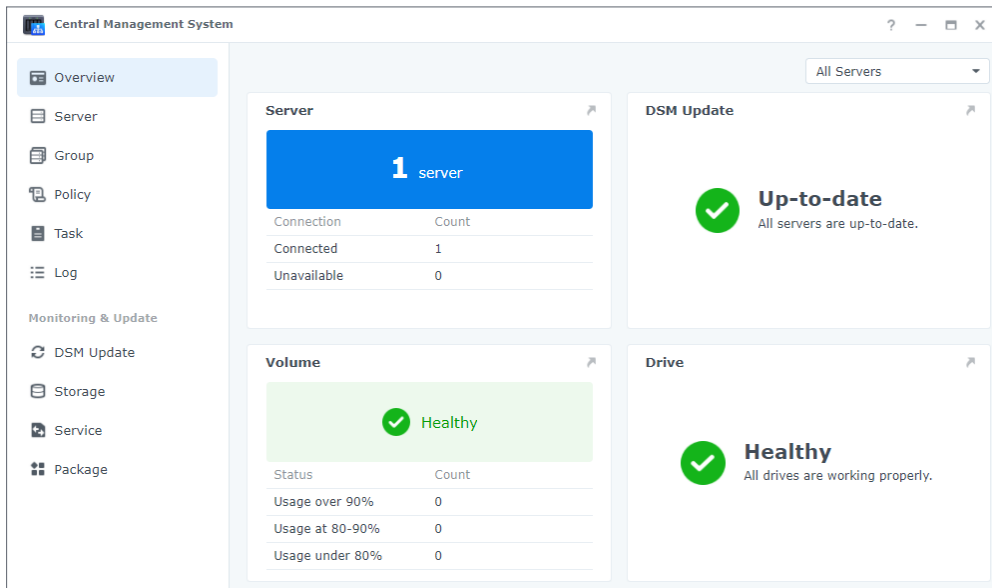 Central Management System
?
Overview
Server
Group
Policy
Task
Log
Monitoring & Update
DSM Update
Storage
Service
Package
All Servers
Server
1 server
Connection Count
Connected 1
Unavailable 0
DSM Update
Up-to-date
All servers are up-to-date.
Volume
Healthy
Status Count
Usage over 90% 0
Usage at 80-90% 0
Usage under 80% 0
Drive
Healthy
All drives are working properly.